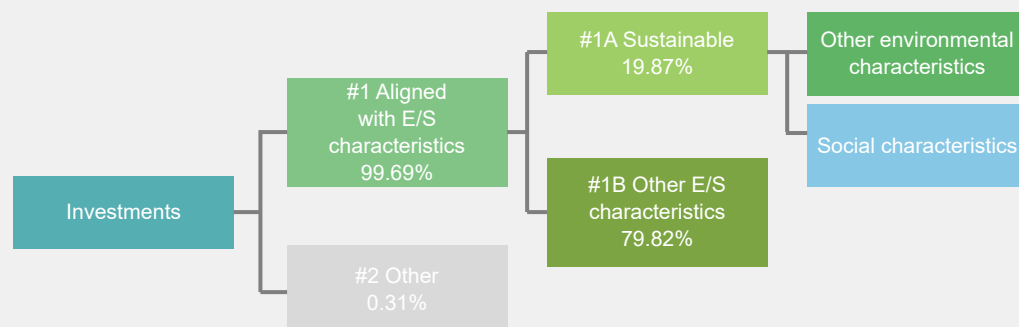 Investments
#1 Aligned
with E/S
characteristics
99.69%
#2 Other
0.31%
#1A Sustainable
19.87%
#1B Other E/S
characteristics
79.82%
Other environmental
characteristics
Social characteristics